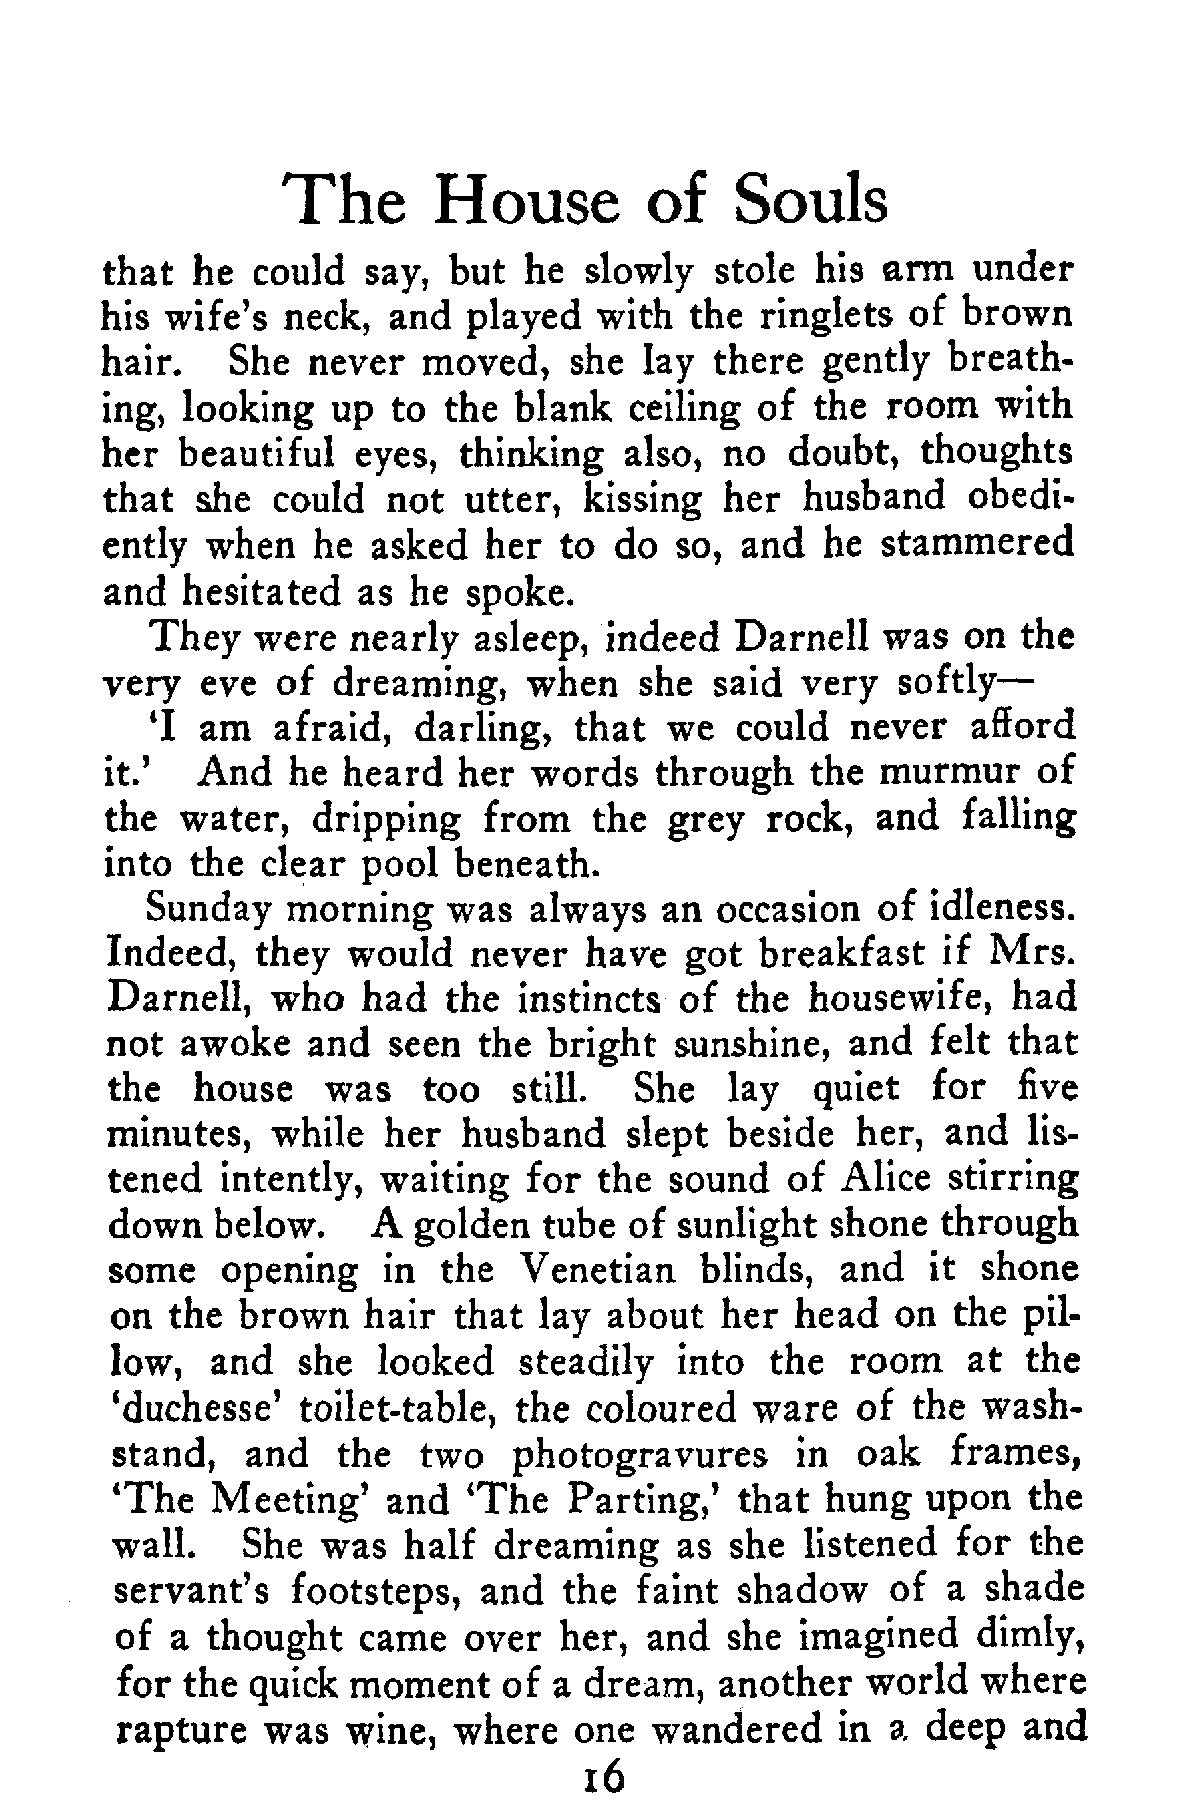 The House of Souls
that he could say, but he slowly stole his arm under
his wife's neck, and played with the ringlets of brown
hair. She never moved, she lay there gently breath-
ing, looking up to the blank ceiling of the room with
her beautiful eyes, thinking also, no doubt, thoughts
that she could not utter, kissing her husband obedi-
ently when he asked her to do so, and he stammered
and hesitated as he spoke.
They were nearly asleep, indeed Darnell was on the
very eve of dreaming, when she said very softly—
‘I am afraid, darling, that we could never afford
it.’ And he heard her words through the murmur of
the water, dripping from the grey rock, and falling
into the clear pool beneath.
Sunday morning was always an occasion of idleness.
Indeed, they would never have got breakfast if Mrs.
Darnell, who had the instincts of the housewife, had
not awoke and seen the bright sunshine, and felt that
the house was too still. She lay quiet for five
minutes, while her husband slept beside her, and lis-
tened intently, waiting for the sound of Alice stirring
down below. A golden tube of sunlight shone through
some opening in the Venetian blinds, and it shone
on the brown hair that lay about her head on the pil-
low, and she looked steadily into the room at the
‘duchesse’ toilet-table, the coloured ware of the wash-
stand, and the two photogravures in oak frames,
‘The Meeting’ and ‘The Parting,’ that hung upon the
wall. She was half dreaming as she listened for the
servant's footsteps, and the faint shadow of a shade
of a thought came over her, and she imagined dimly,
for the quick moment of a dream, another world where
rapture was wine, where one wandered in a deep and
16